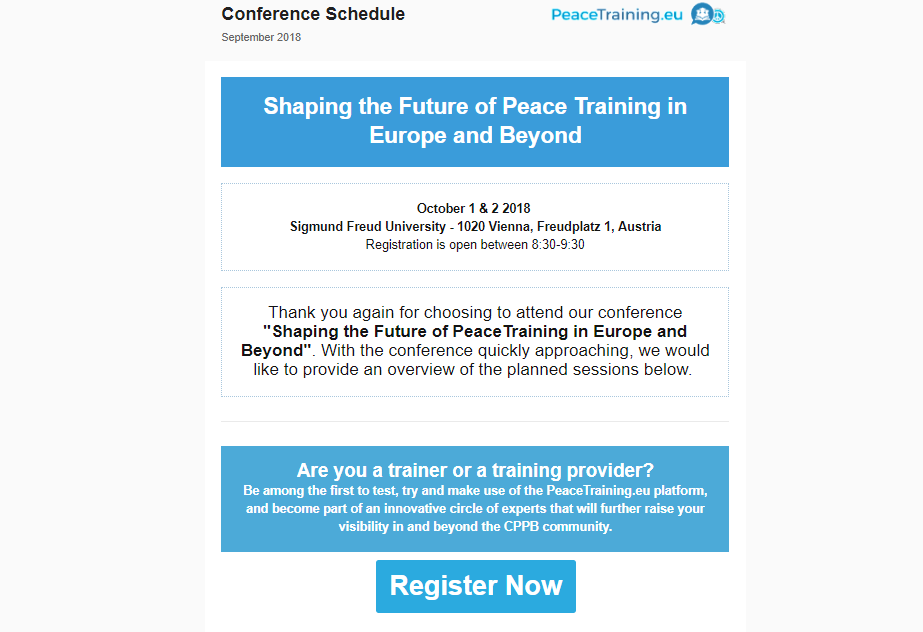 Conference Schedule
PeaceTraining.eu
September 2018
Shaping the Future of Peace Training in
Europe and Beyond
October 1 & 2 2018
Sigmund Freud University - 1020 Vienna, Freudplatz 1, Austria
Registration is open between 8:30-9:30
Thank you again for choosing to attend our conference
"Shaping the Future of PeaceTraining in Europe and
Beyond". With the conference quickly approaching, we would
like to provide an overview of the planned sessions below.
Are you a trainer or a training provider?
Be among the first to test, try and make use of the PeaceTraining.eu platform,
and become part of an innovative circle of experts that will further raise your
visibility in and beyond the CPPB community.
Register Now